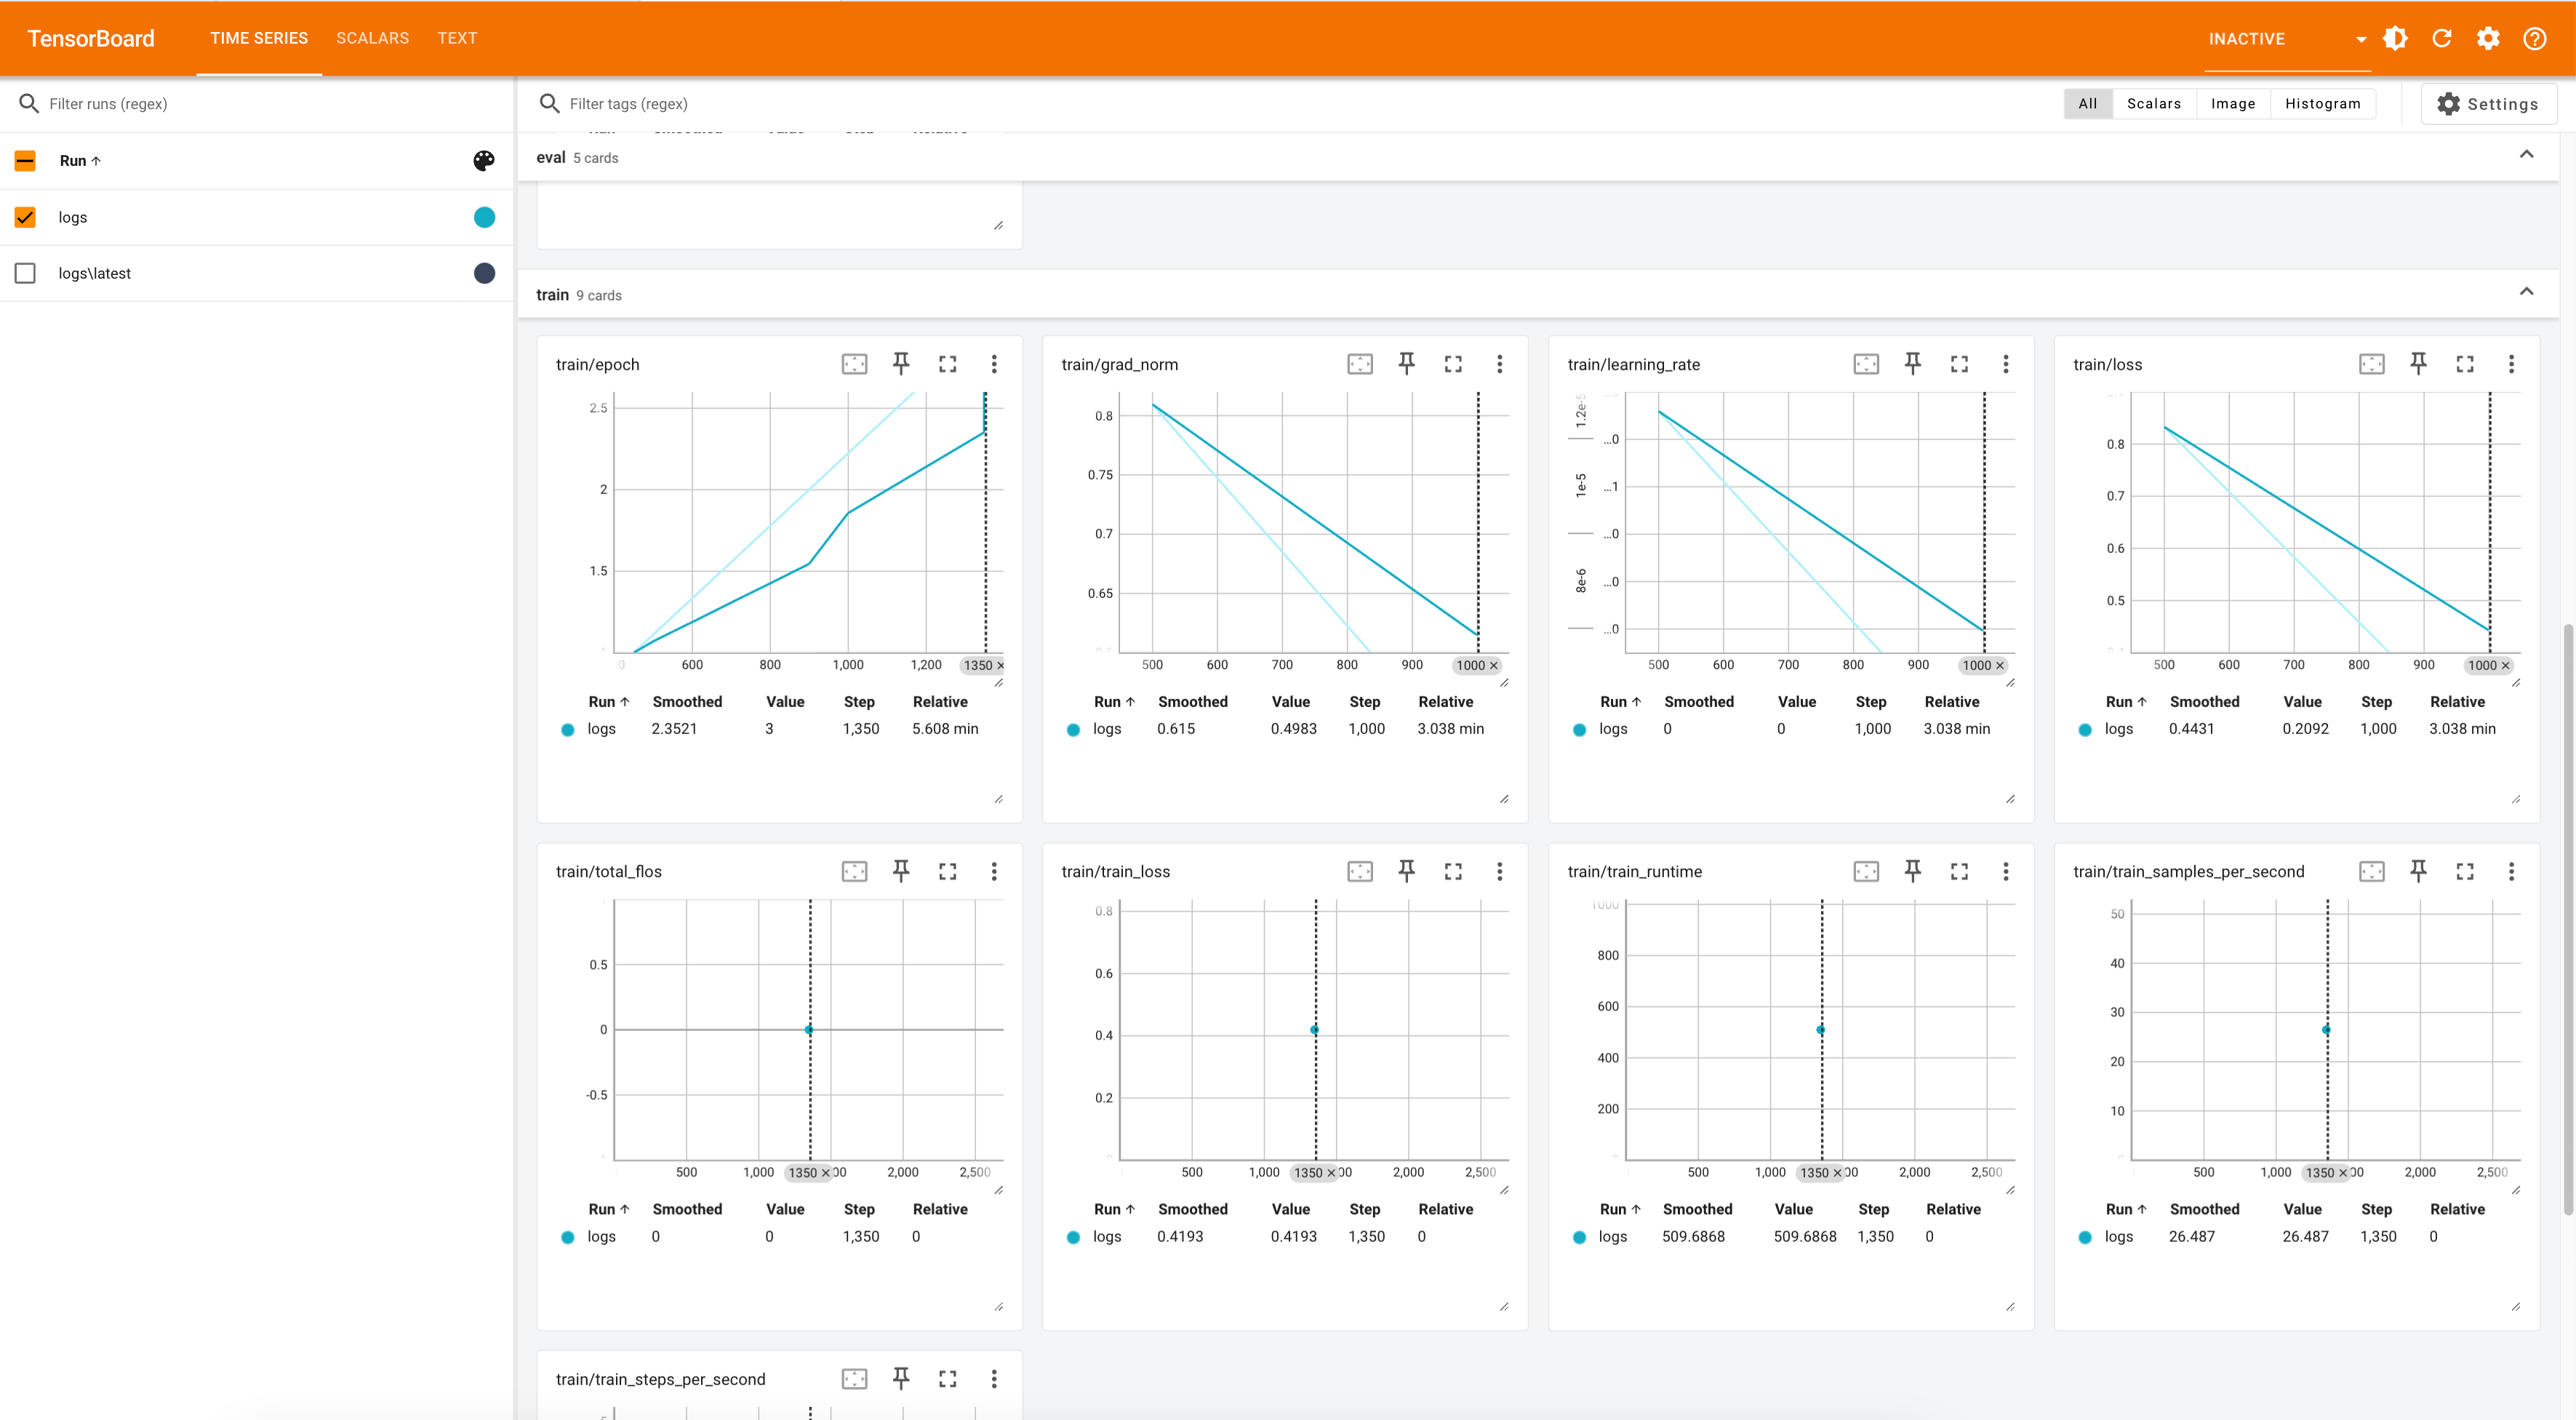 TensorBoard TIME SERIES SCALARS TEXT INACTIVE
Filter runs (regex)
Filter tags (regex) All Scalars Image Histogram Settings
Run ↑
logs
logs\latest
Run Smoothed Value Step Relative
eval 5 cards
train 9 cards
train/epoch
2.5
2
1.5
600 800 1,000 1,200 1350 ×
Run ↑ Smoothed Value Step Relative
logs 2.3521 3 1,350 5.608 min
train/grad_norm
0.8
0.75
0.7
0.65
500 600 700 800 900 1000 ×
Run ↑ Smoothed Value Step Relative
logs 0.615 0.4983 1,000 3.038 min
train/learning_rate
1.2e-5
...0
1e-5
...1
...0
8e-6
...0
...0
500 600 700 800 900 1000 ×
Run ↑ Smoothed Value Step Relative
logs 0 0 1,000 3.038 min
train/loss
0.8
0.7
0.6
0.5
500 600 700 800 900 1000 ×
Run ↑ Smoothed Value Step Relative
logs 0.4431 0.2092 1,000 3.038 min
train/total_flos
0.5
0
-0.5
500 1,000 1350 × 00 2,000 2,500
Run ↑ Smoothed Value Step Relative
logs 0 0 1,350 0
train/train_loss
0.8
0.6
0.4
0.2
500 1,000 1350 × 00 2,000 2,500
Run ↑ Smoothed Value Step Relative
logs 0.4193 0.4193 1,350 0
train/train_runtime
1000
800
600
400
200
500 1,000 1350 × 00 2,000 2,500
Run ↑ Smoothed Value Step Relative
logs 509.6868 509.6868 1,350 0
train/train_samples_per_second
50
40
30
20
10
500 1,000 1350 × 00 2,000 2,500
Run ↑ Smoothed Value Step Relative
logs 26.487 26.487 1,350 0
train/train_steps_per_second